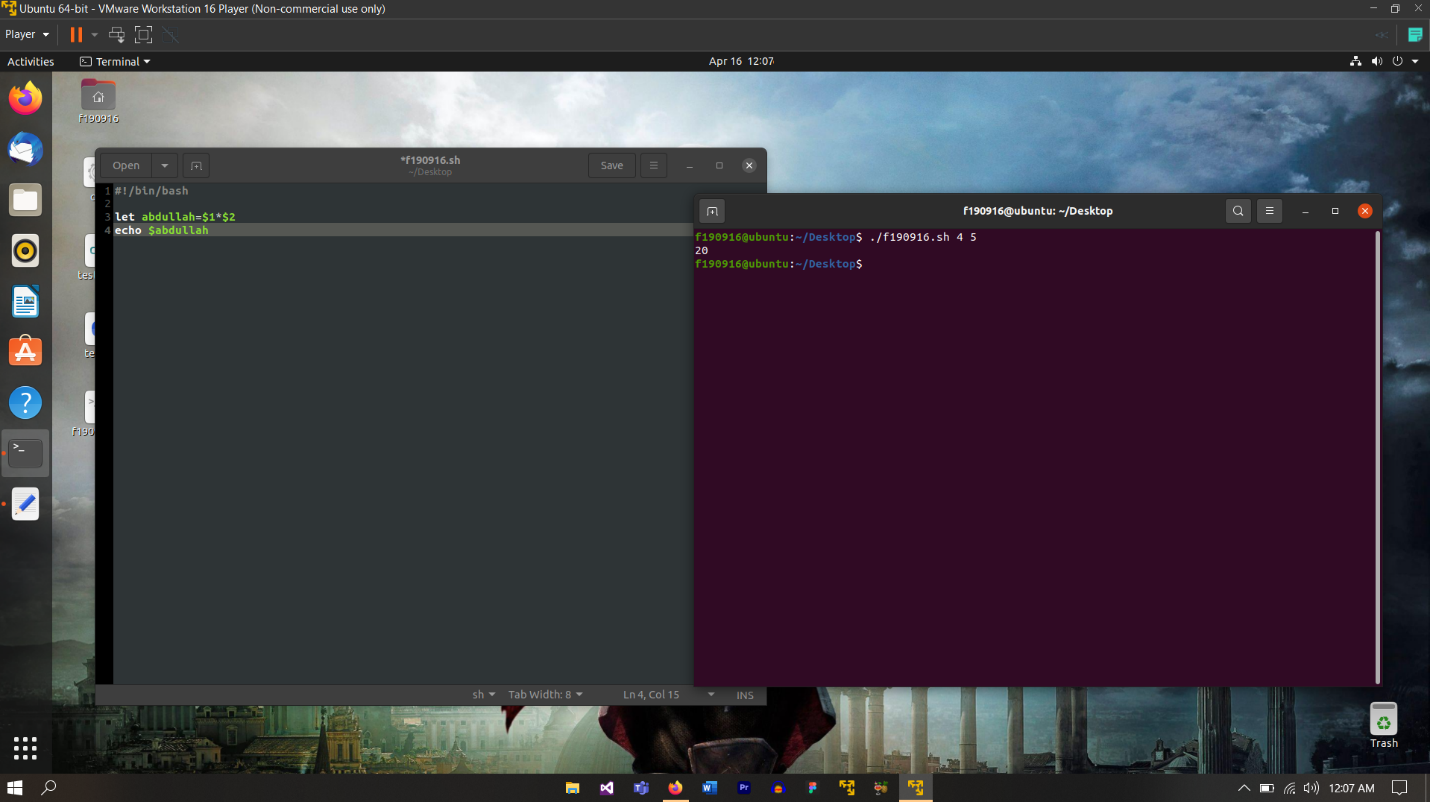 Ubuntu 64-bit - VMware Workstation 16 Player (Non-commercial use only)
Player
Activities
Terminal
Apr 16 12:07
f190916
Open
*f190916.sh
~/Desktop
Save
1 #!/bin/bash
2
3 let abdullah=$1*$2
4 echo $abdullah
sh
Tab Width: 8
Ln 4, Col 15
INS
f190916@ubuntu: ~/Desktop
f190916@ubuntu:~/Desktop$ ./f190916.sh 4 5
20
f190916@ubuntu:~/Desktop$
Trash
12:07 AM